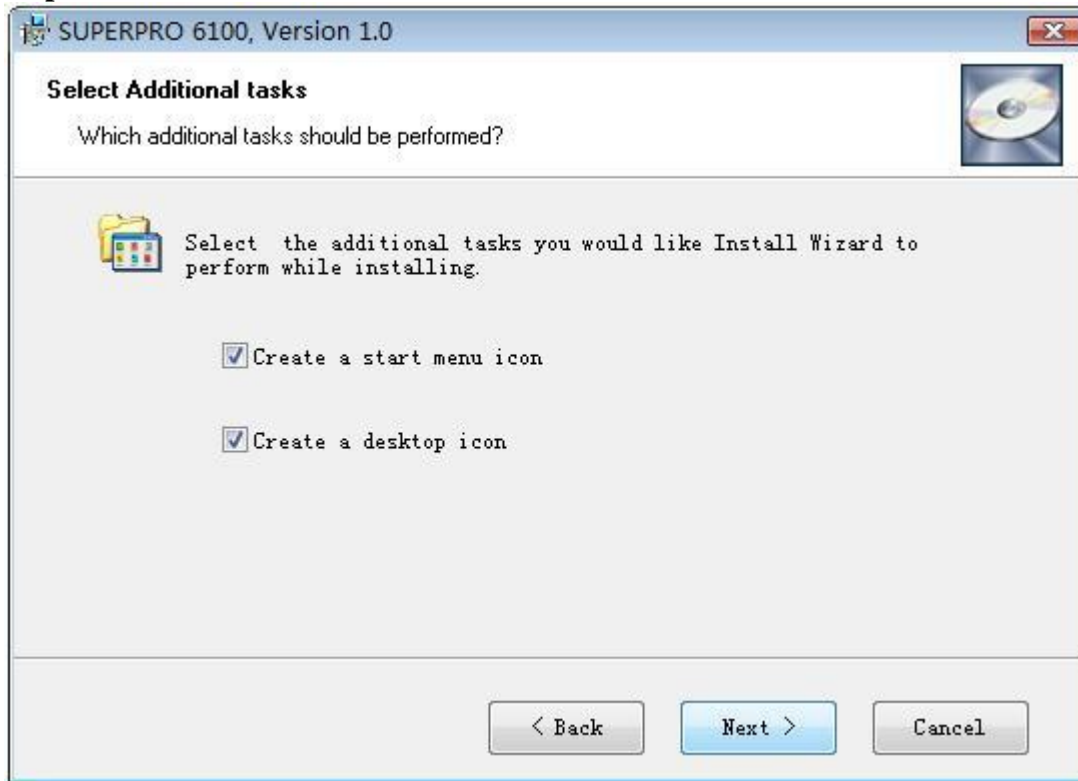 SUPERPRO 6100, Version 1.0
Select Additional tasks
Which additional tasks should be performed?
Select  the additional tasks you would like Install Wizard to
perform while installing.
Create a start menu icon
Create a desktop icon
< Back
Next >
Cancel